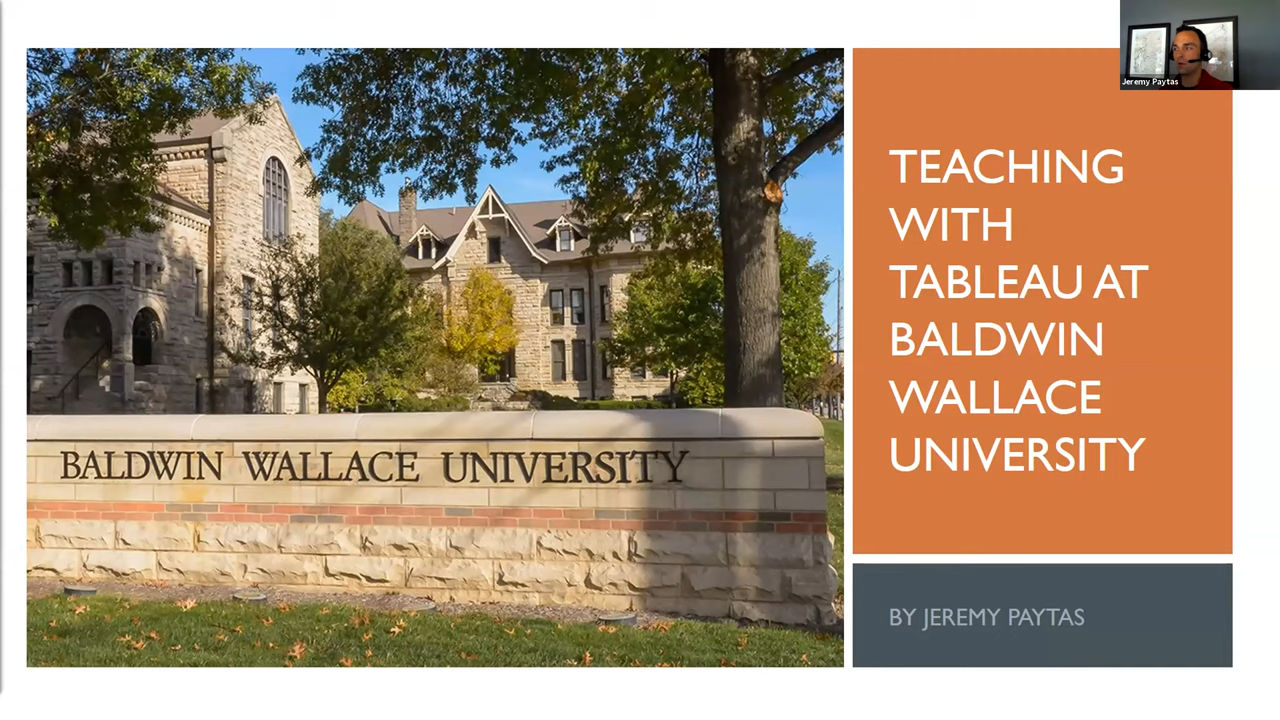 Jeremy Paytas
TEACHING
WITH
TABLEAU AT
BALDWIN
WALLACE
UNIVERSITY
BALDWIN WALLACE UNIVERSITY
BY JEREMY PAYTAS